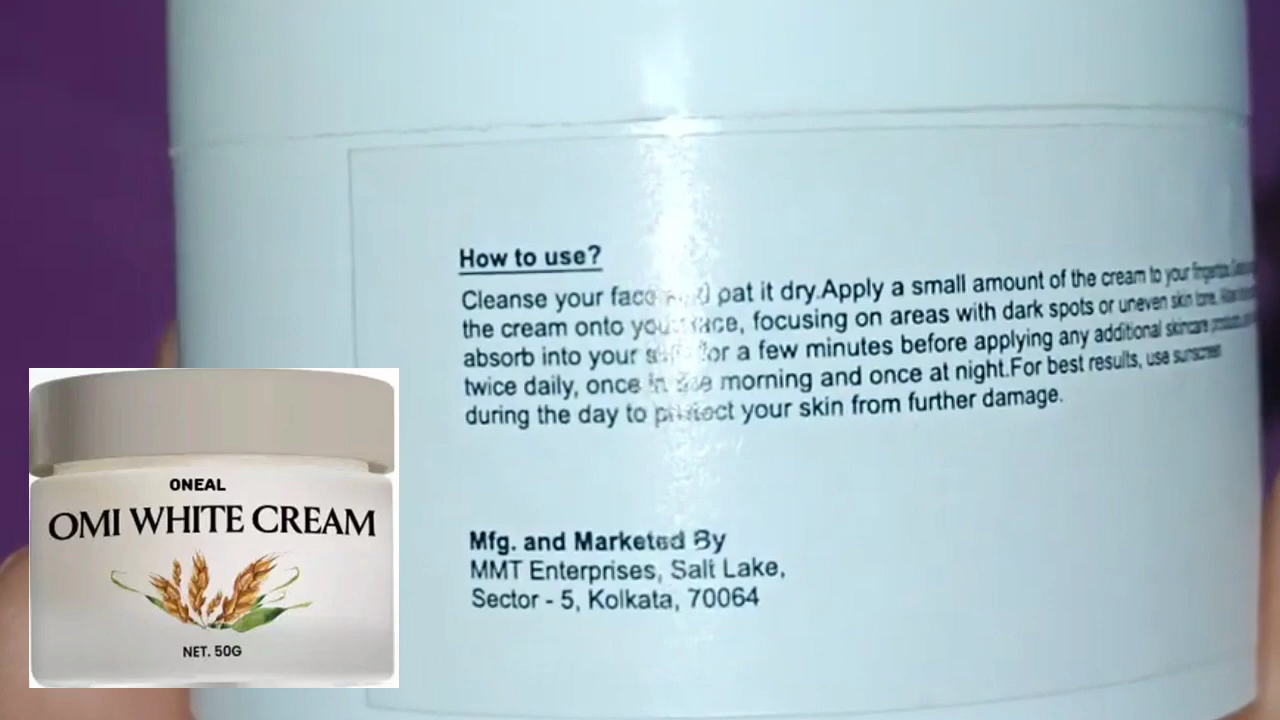 How to use?
Cleanse your face and pat it dry.Apply a small amount of the cream to your fingertips.
the cream onto your face, focusing on areas with dark spots or uneven skin tone.
absorb into your for a few minutes before applying any additional skincare
twice daily, once in the morning and once at night.For best results, use sunscreen
during the day to protect your skin from further damage.
Mfg. and Marketed By
MMT Enterprises, Salt Lake,
Sector - 5, Kolkata, 70064
ONEAL
OMI WHITE CREAM
NET. 50G